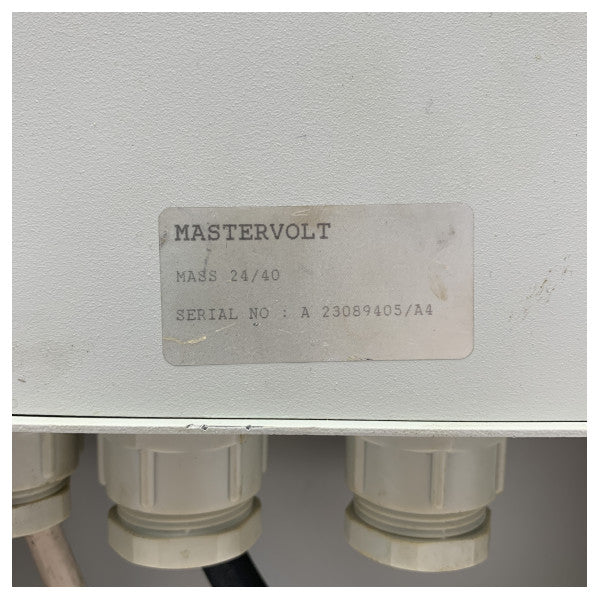 MASTERVOLT
MASS 24/40
SERIAL NO : A 23089405/A4